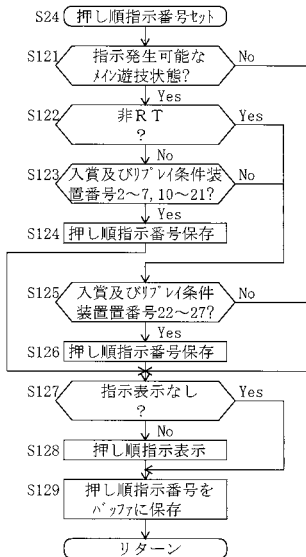 S24 押し順指示番号セット
S121 指示発生可能な
メイン遊技状態?
No
Yes
S122 非RT
?
Yes
No
S123 入賞及びリプレイ条件装
置番号2～7,10～21?
No
Yes
S124 押し順指示番号保存
S125 入賞及びリプレイ条件
装置置番号22～27?
No
Yes
S126 押し順指示番号保存
S127 指示表示なし
?
Yes
No
S128 押し順指示表示
S129 押し順指示番号を
バッファに保存
リターン